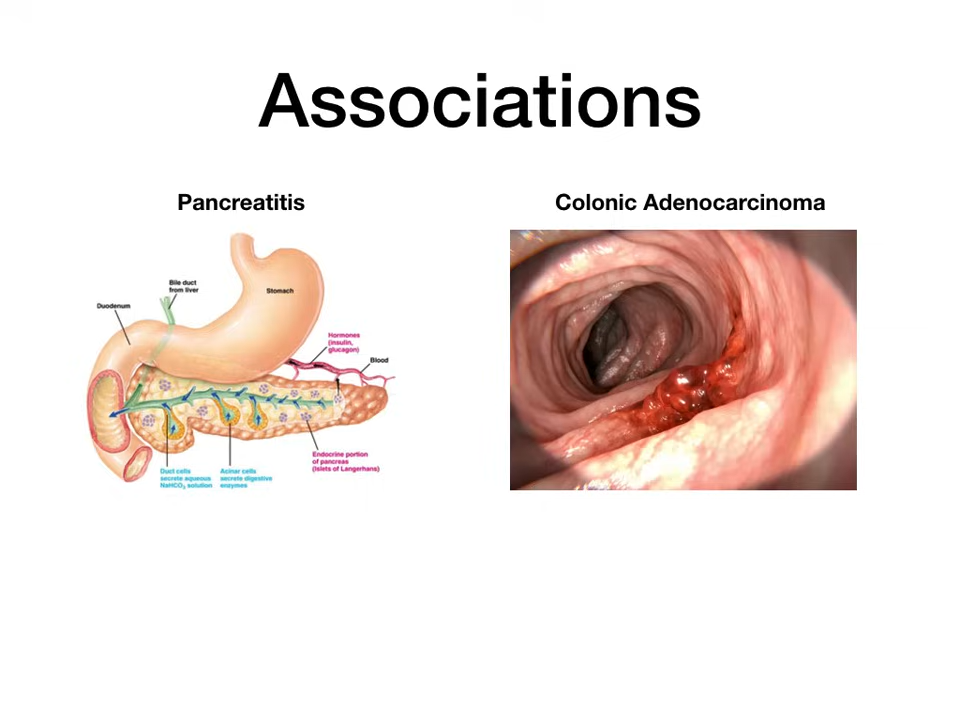 Associations
Pancreatitis
Colonic Adenocarcinoma
Bile duct
from liver
Stomach
Duodenum
Hormones
(insulin,
glucagon)
Blood
Endocrine portion
of pancreas
(Islets of Langerhans)
Duct cells
secrete aqueous
NaHCO₃ solution
Acinar cells
secrete digestive
enzymes